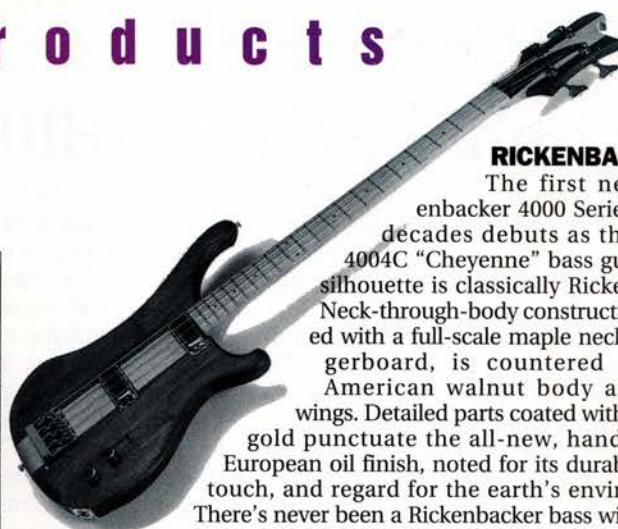 roducts
RICKENBA
The first ne
enbacker 4000 Serie
decades debuts as th
4004C “Cheyenne” bass gu
silhouette is classically Ricke
Neck-through-body constructi
ed with a full-scale maple neck
gerboard, is countered
American walnut body a
wings. Detailed parts coated with
gold punctuate the all-new, hand
European oil finish, noted for its durab
touch, and regard for the earth’s envir
There’s never been a Rickenbacker bass wi